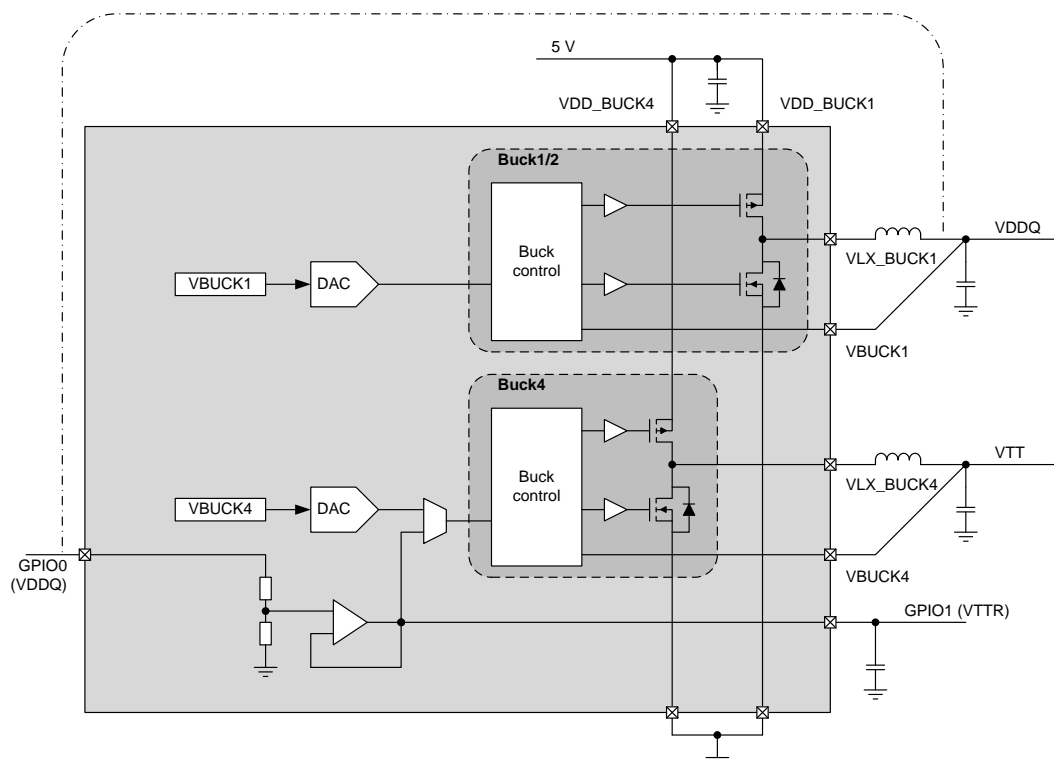 5 V
VDD_BUCK4
VDD_BUCK1
Buck1/2
Buck
control
VDDQ
VLX_BUCK1
VBUCK1
DAC
VBUCK1
Buck4
Buck
control
VTT
VLX_BUCK4
VBUCK4
DAC
GPIO0
(VDDQ)
VBUCK4
GPIO1 (VTTR)